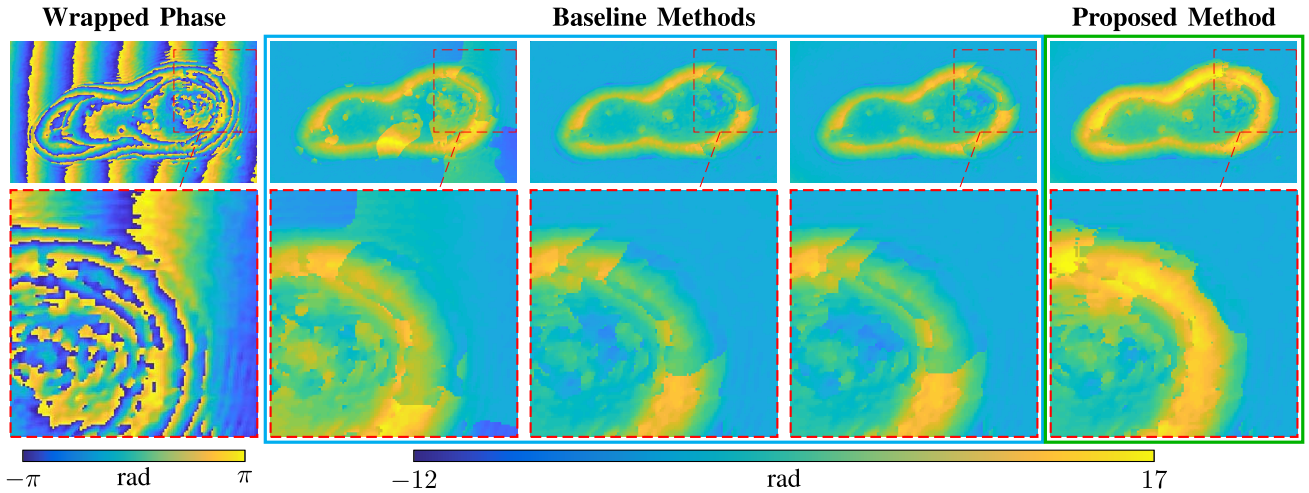 Wrapped Phase
Baseline Methods
Proposed Method
−π rad π
−12 rad 17